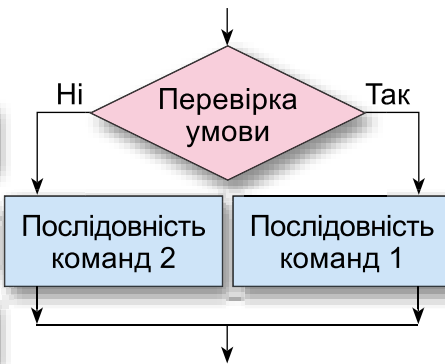 Ні
Так
Перевірка
умови
Послідовність
команд 2
Послідовність
команд 1